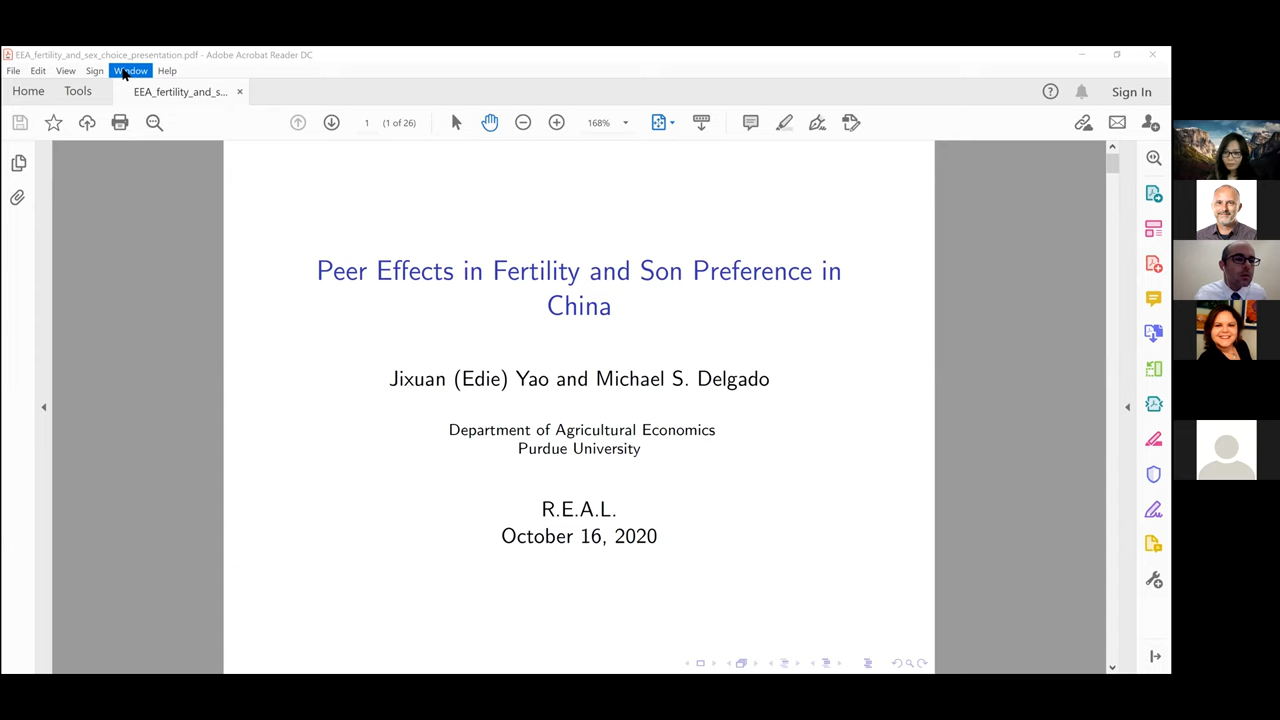 EEA_fertility_and_sex_choice_presentation.pdf - Adobe Acrobat Reader DC
File Edit View Sign Window Help
Home Tools EEA_fertility_and_s... × Sign In
1 (1 of 26) 168%
Peer Effects in Fertility and Son Preference in
China
Jixuan (Edie) Yao and Michael S. Delgado
Department of Agricultural Economics
Purdue University
R.E.A.L.
October 16, 2020